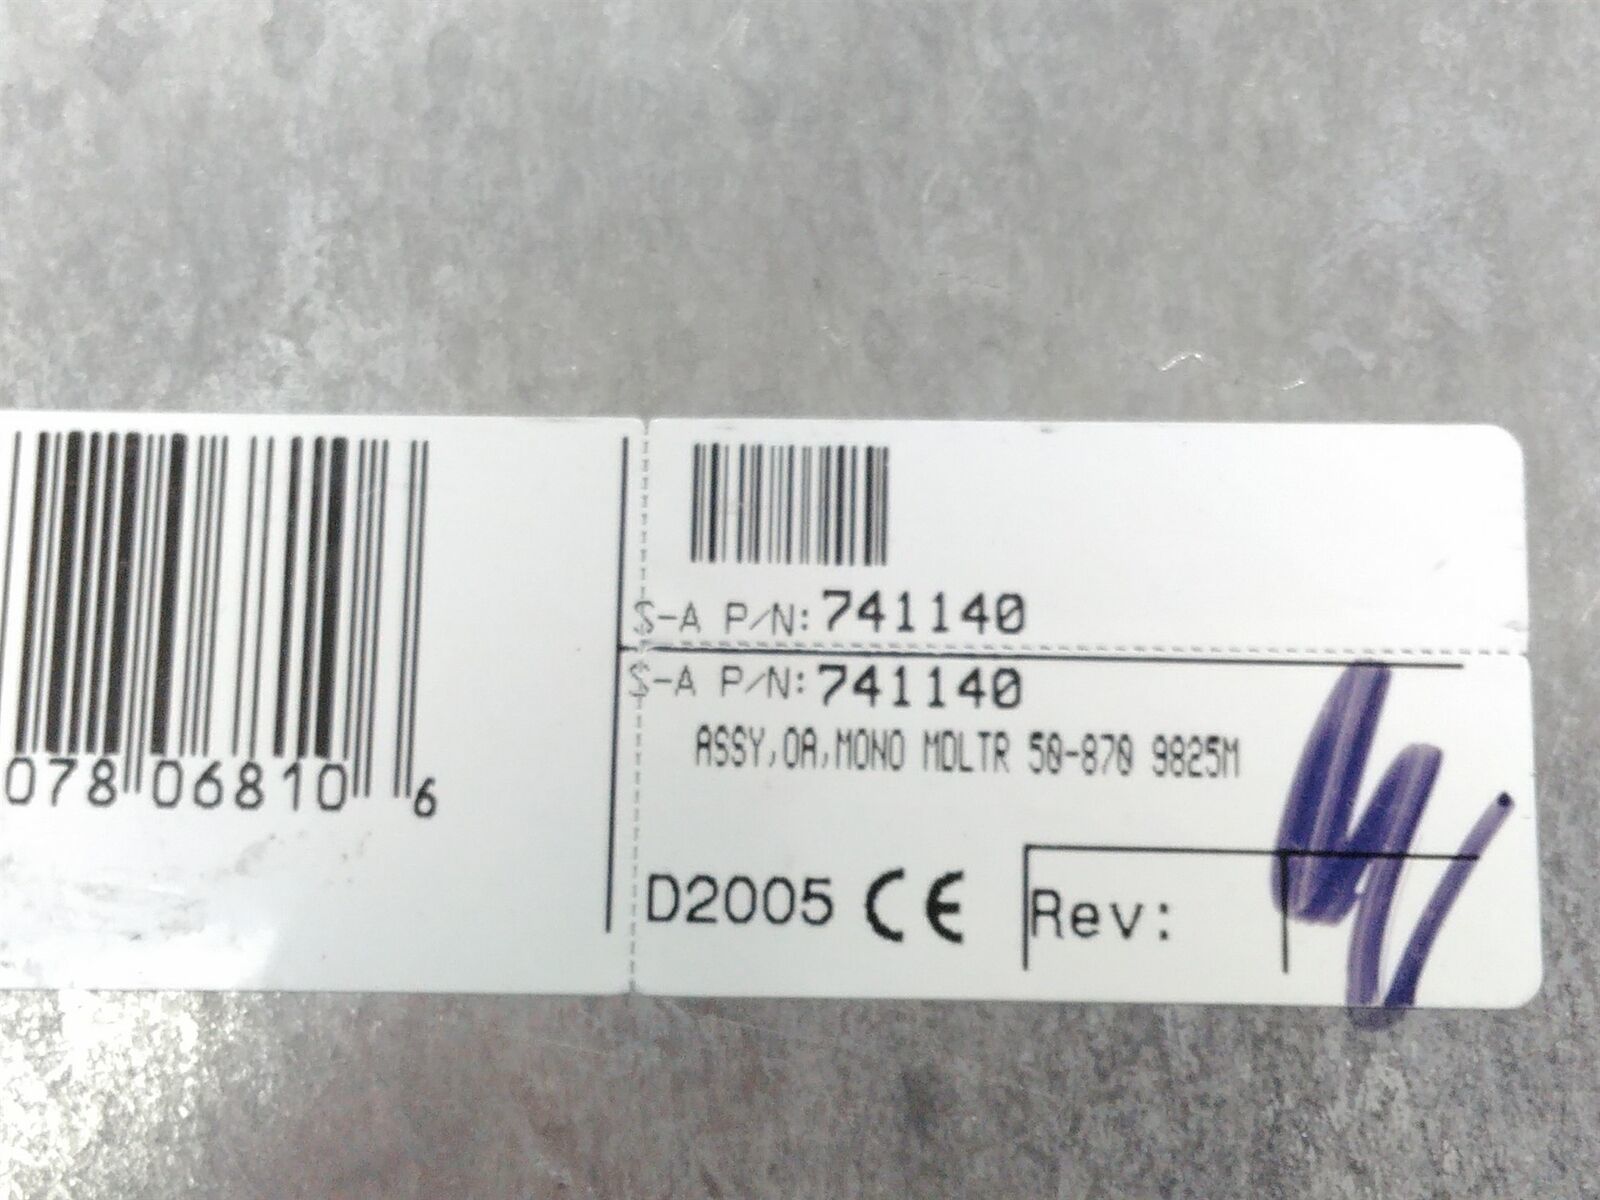 078 06810 6
S-A P/N: 741140
S-A P/N: 741140
ASSY,OA,MONO MDLTR 50-870 9825M
D2005 CE Rev: